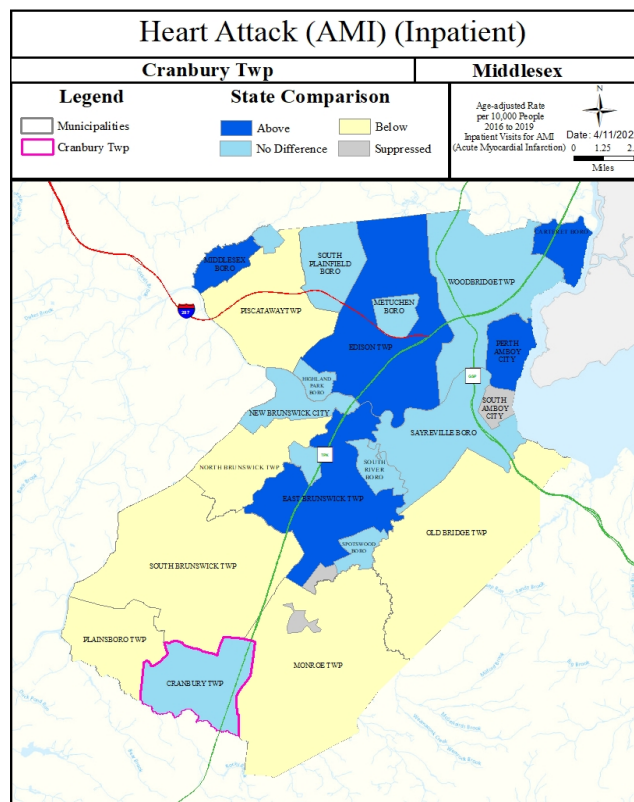 Heart Attack (AMI) (Inpatient)
Cranbury Twp
Middlesex
Legend
Municipalities
Cranbury Twp
State Comparison
Above
Below
No Difference
Suppressed
Age-adjusted Rate
per 10,000 People
2016 to 2019
Inpatient Visits for AMI
(Acute Myocardial Infarction)
N
Date: 4/11/202
0 1.25 2.
Miles
CARTERET BORO
MIDDLESEX
BORO
SOUTH
PLAINFIELD
BORO
WOODBRIDGE TWP
METUCHEN
BORO
PISCATAWAY TWP
287
EDISON TWP
PERTH
AMBOY
CITY
GSP
HIGHLAND
PARK
BORO
SOUTH
AMBOY
CITY
NEW BRUNSWICK CITY
SAYREVILLE BORO
NORTH BRUNSWICK TWP
SOUTH
RIVER
BORO
EAST BRUNSWICK TWP
OLD BRIDGE TWP
SPOTSWOOD
BORO
SOUTH BRUNSWICK TWP
PLAINSBORO TWP
MONROE TWP
CRANBURY TWP